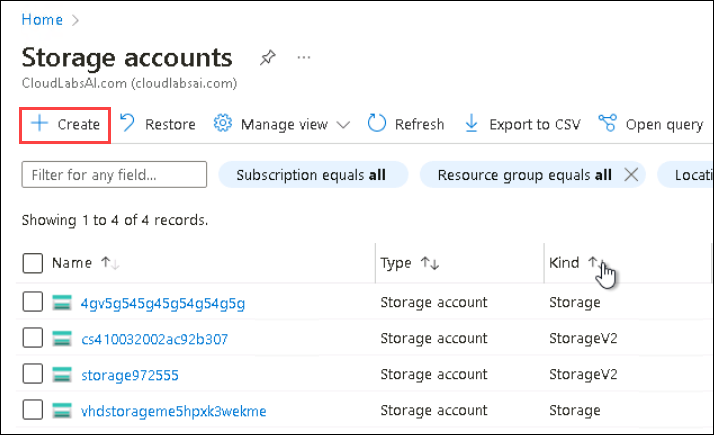 Home >
Storage accounts ...
CloudLabsAI.com (cloudlabsai.com)
+ Create Restore Manage view Refresh Export to CSV Open query
Filter for any field... Subscription equals all Resource group equals all Locati
Showing 1 to 4 of 4 records.
Name ↑↓ Type ↑↓ Kind ↑↓
4gv5g545g45g54g54g5g Storage account Storage
cs410032002ac92b307 Storage account StorageV2
storage972555 Storage account StorageV2
vhdstorageme5hpxk3wekme Storage account Storage